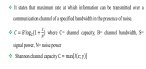 ❖ It states that maximum rate at which information can be transmitted over a
communication channel of a specified bandwidth in the presence of noise.
❖ C = B log₂(1 + S/N) where C= channel capacity, B= channel bandwidth, S=
signal power, N= noise power
❖ Shannon channel capacity C = max(I(x; y))